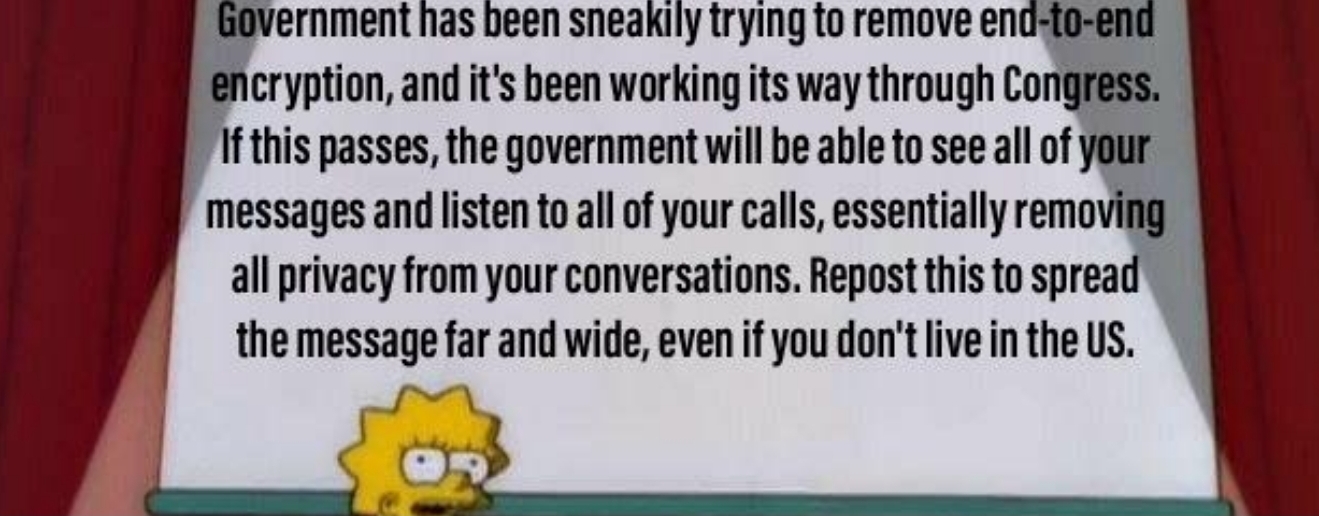 Government has been sneakily trying to remove end-to-end
encryption, and it's been working its way through Congress.
If this passes, the government will be able to see all of your
messages and listen to all of your calls, essentially removing
all privacy from your conversations. Repost this to spread
the message far and wide, even if you don't live in the US.